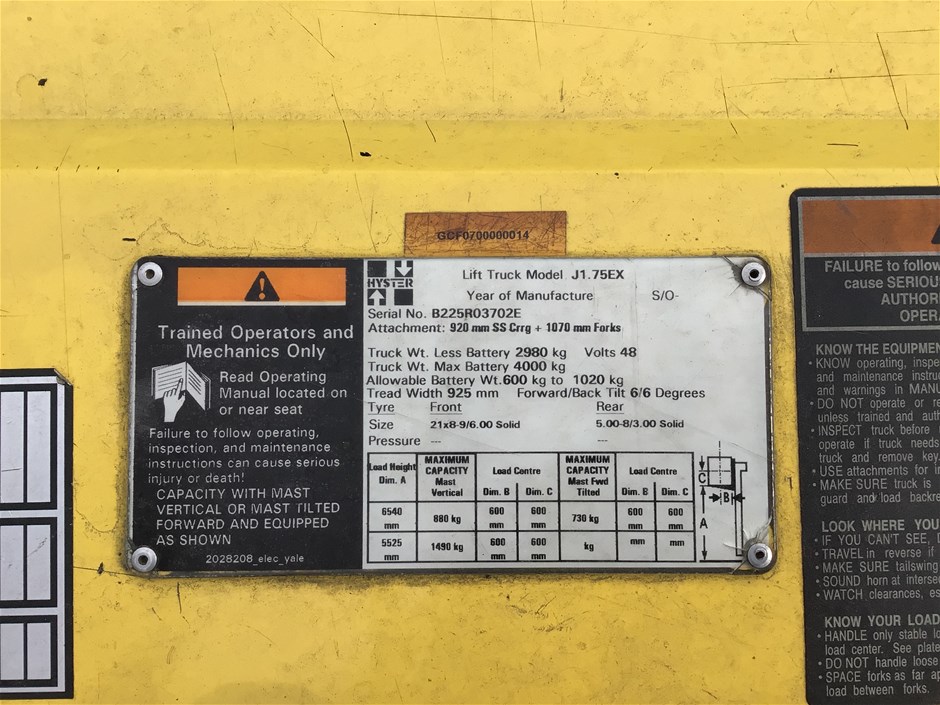 GCF0700000014
Trained Operators and
Mechanics Only
Read Operating
Manual located on
or near seat
Failure to follow operating,
inspection, and maintenance
instructions can cause serious
injury or death!
CAPACITY WITH MAST
VERTICAL OR MAST TILTED
FORWARD AND EQUIPPED
AS SHOWN
2028208_elec_yale
HYSTER
Lift Truck Model J1.75EX
Year of Manufacture S/O-
Serial No. B225R03702E
Attachment: 920 mm SS Crrg + 1070 mm Forks
Truck Wt. Less Battery 2980 kg Volts 48
Truck Wt. Max Battery 4000 kg
Allowable Battery Wt. 600 kg to 1020 kg
Tread Width 925 mm Forward/Back Tilt 6/6 Degrees
Tyre Front Rear
Size 21x8-9/6.00 Solid 5.00-8/3.00 Solid
Pressure --- ---
Load Height Dim. A MAXIMUM CAPACITY Mast Vertical Load Centre Dim. B Dim. C MAXIMUM CAPACITY Mast Fwd Tilted Load Centre Dim. B Dim. C
6540 mm 880 kg 600 mm 600 mm 730 kg 600 mm 600 mm
5525 mm 1490 kg 600 mm 600 mm kg mm mm
C
B
A
FAILURE to follow
cause SERIOUS
AUTHOR
OPER
KNOW THE EQUIPMEN
• KNOW operating, inspe
and maintenance instruc
and warnings in MANU
• DO NOT operate or re
unless trained and auth
• INSPECT truck before
operate if truck needs
truck and remove key.
• USE attachments for in
• MAKE SURE truck is
guard and load backre
LOOK WHERE YOU
• IF YOU CAN'T SEE, D
• TRAVEL in reverse if
• MAKE SURE tailswing
• SOUND horn at interse
• WATCH clearances, es
KNOW YOUR LOAD
• HANDLE only stable lo
load center. See plate
• DO NOT handle loose
• SPACE forks as far ap
load between forks.